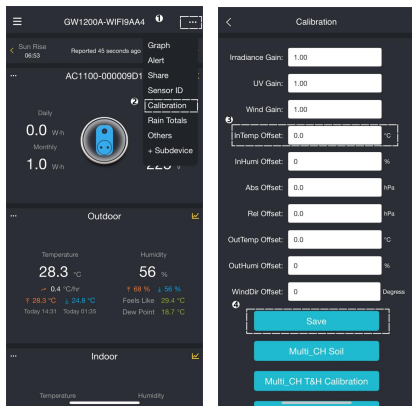 GW1200A-WIFI9AA4
1
...
Sun Rise
06:53
Reported 45 seconds ago
Graph
Alert
Share
Sensor ID
2
Calibration
Rain Totals
Others
+ Subdevice
...
AC1100-000009D1
Daily
0.0 W·h
Monthly
1.0 W·h
...
Outdoor
Temperature
Humidity
28.3 °C
56 %
0.4 °C/hr
↑ 68 % ↓ 56 %
↑ 28.3 °C ↓ 24.8 °C
Feels Like 29.4 °C
Today 14:31 Today 01:35
Dew Point 18.7 °C
...
Indoor
Temperature
Humidity
Calibration
Irradiance Gain: 1.00
UV Gain: 1.00
Wind Gain: 1.00
3
InTemp Offset: 0.0 °C
InHumi Offset: 0 %
Abs Offset: 0.0 hPa
Rel Offset: 0.0 hPa
OutTemp Offset: 0.0 °C
OutHumi Offset: 0 %
WindDir Offset: 0 Degress
4
Save
Multi_CH Soil
Multi_CH T&H Calibration